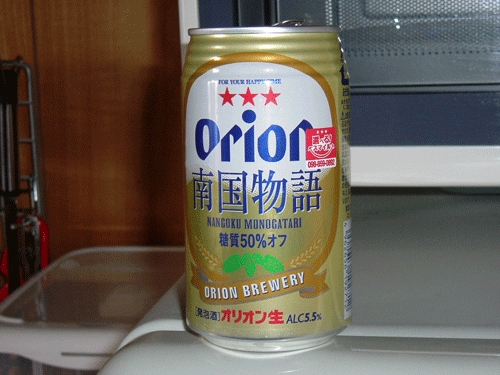 FOR YOUR HAPPY TIME
Orion
南国物語
NANGOKU MONOGATARI
糖質50%オフ
ORION BREWERY
[発泡酒]オリオン生 ALC5.5%